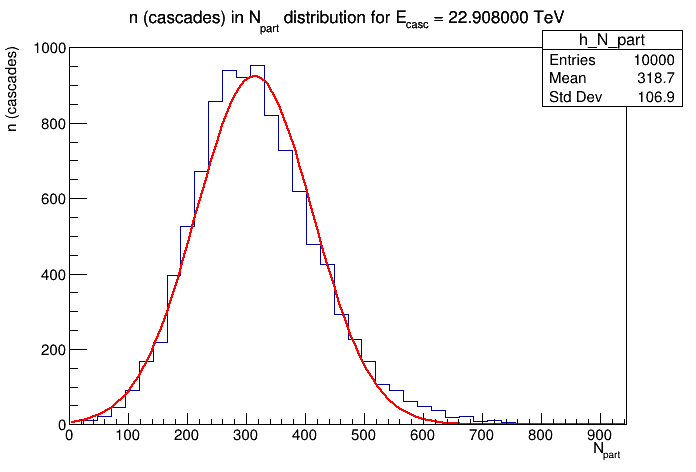 n (cascades) in N_part distribution for E_casc = 22.908000 TeV
h_N_part
Entries 10000
Mean 318.7
Std Dev 106.9
n (cascades)
1000
800
600
400
200
0
0 100 200 300 400 500 600 700 800 900
N_part